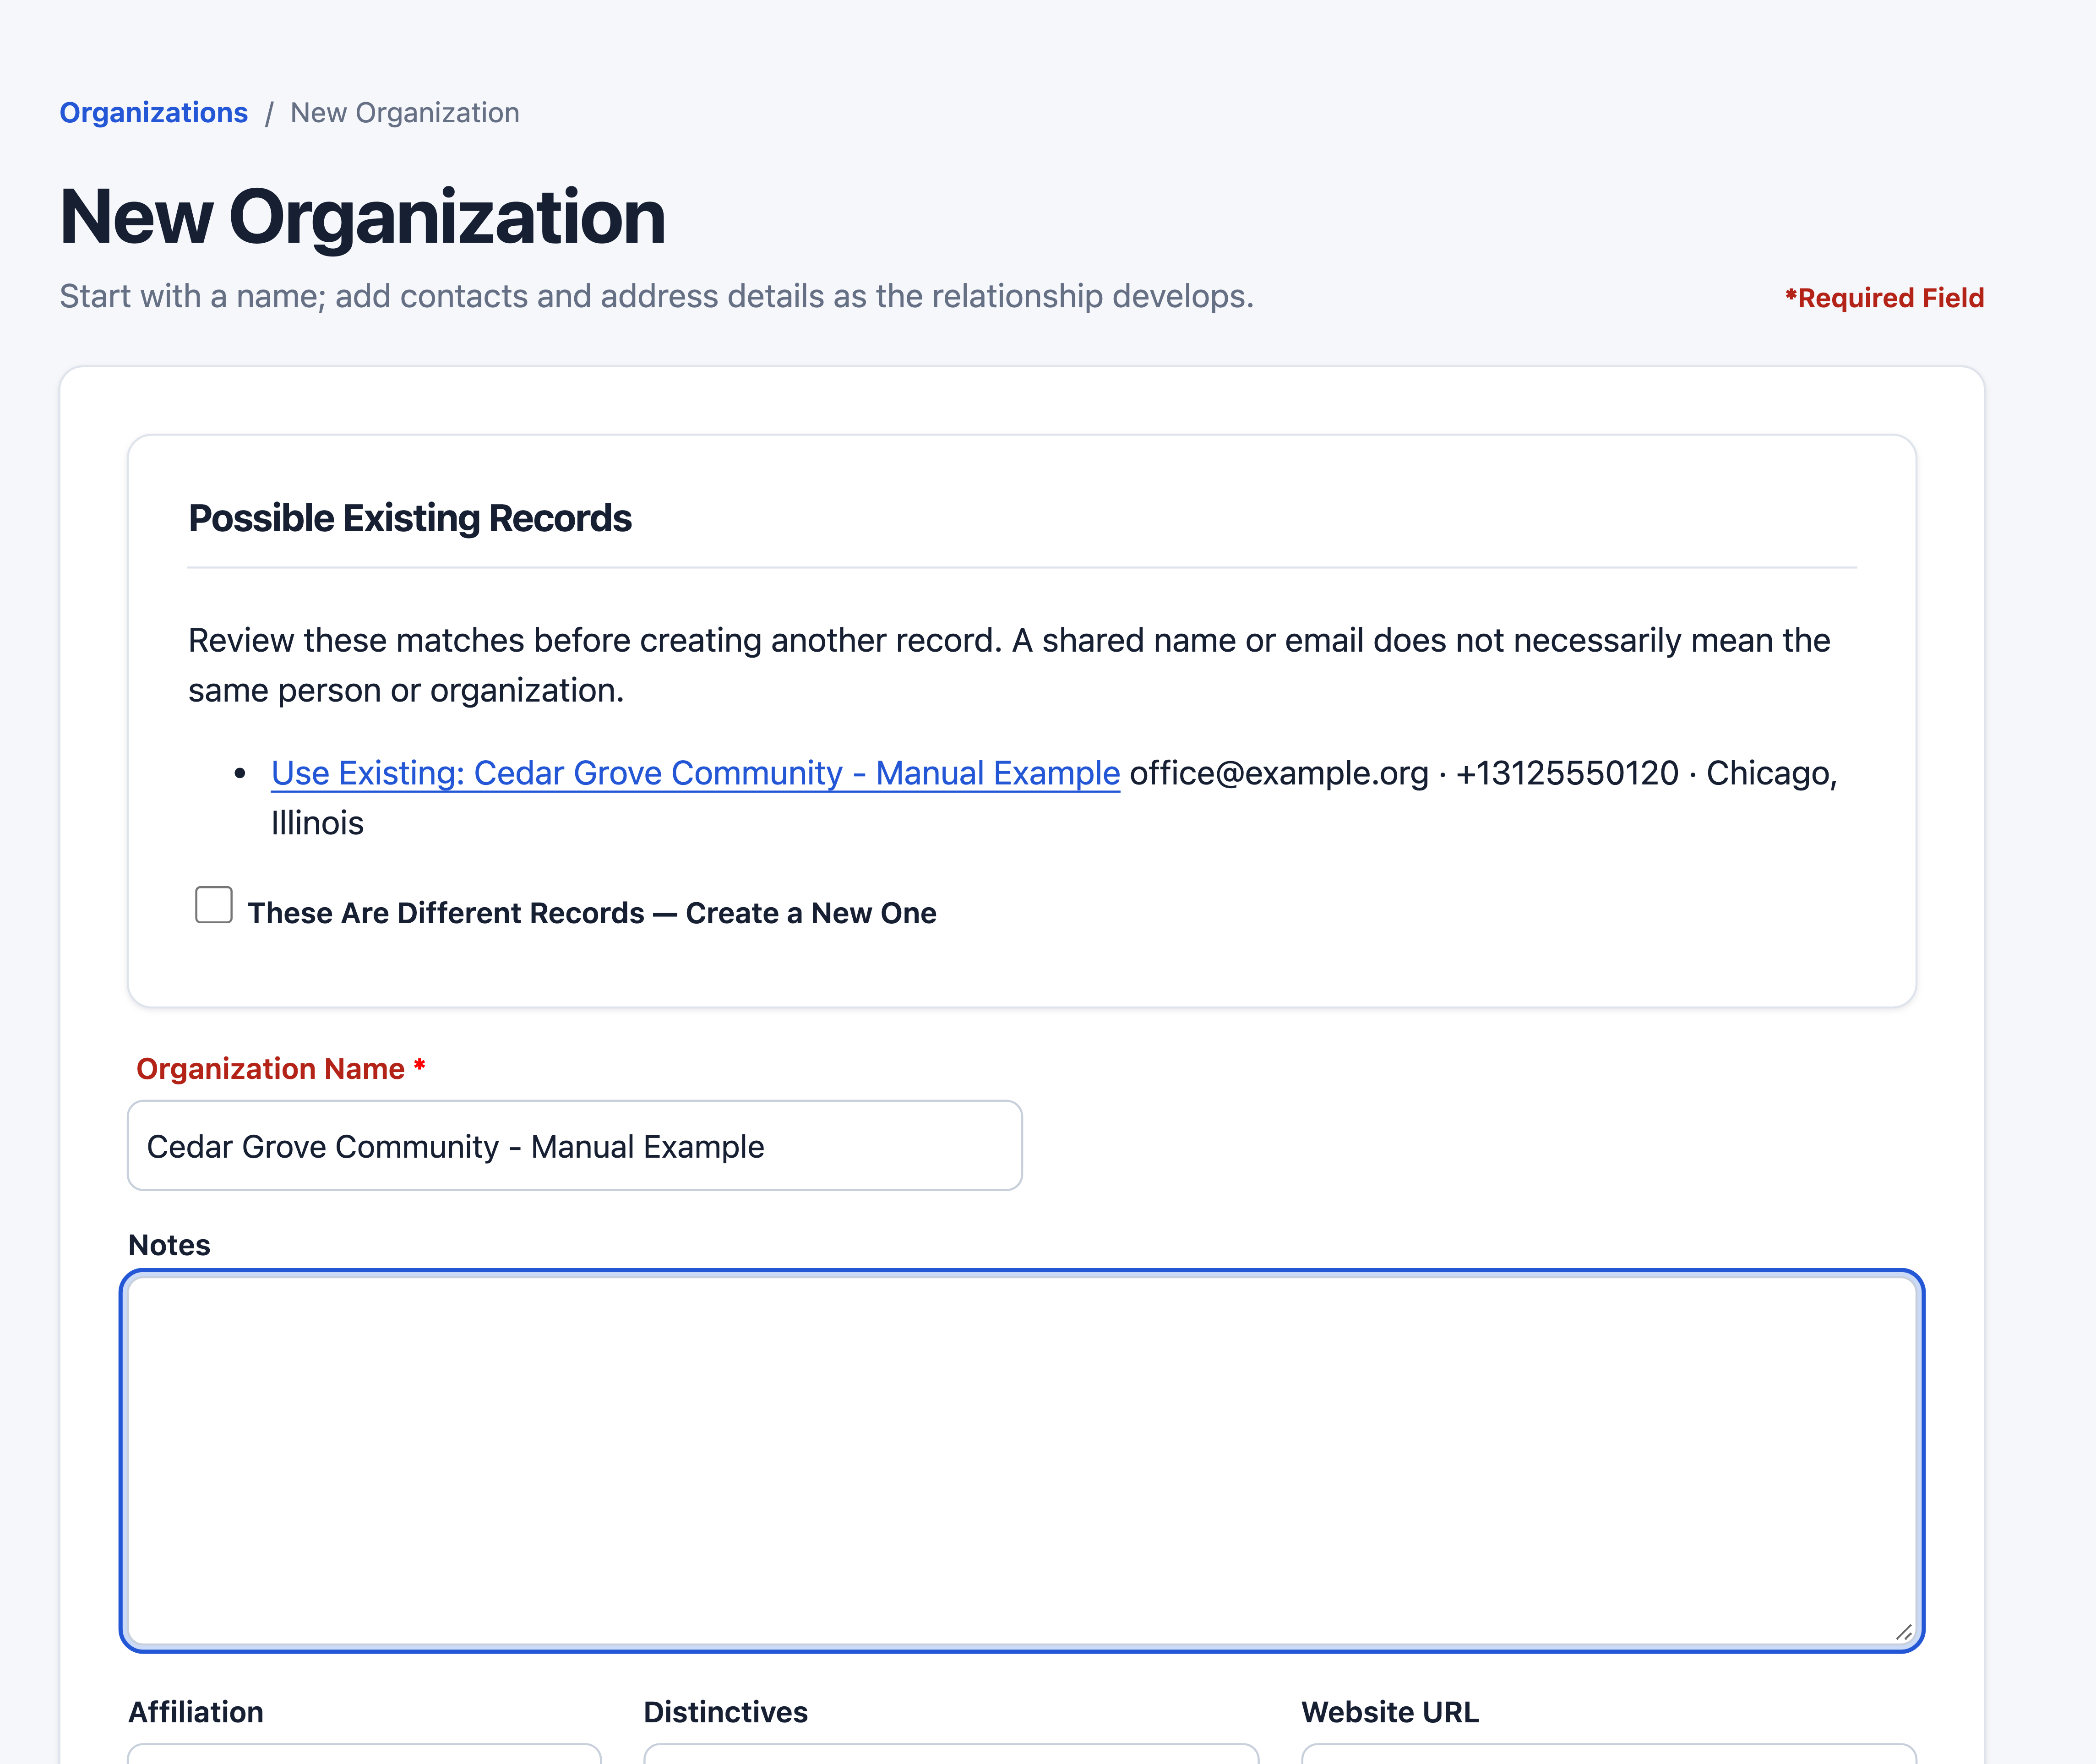 Organizations / New Organization
New Organization
Start with a name; add contacts and address details as the relationship develops.
*Required Field
Possible Existing Records
Review these matches before creating another record. A shared name or email does not necessarily mean the
same person or organization.
• Use Existing: Cedar Grove Community - Manual Example office@example.org · +13125550120 · Chicago,
Illinois
These Are Different Records — Create a New One
Organization Name *
Cedar Grove Community - Manual Example
Notes
Affiliation
Distinctives
Website URL